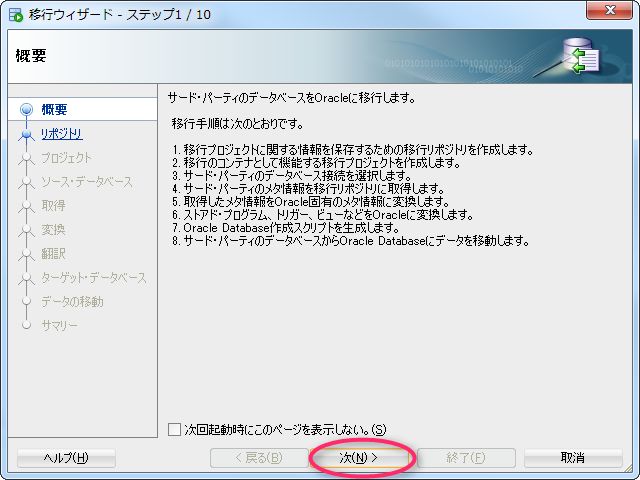 移行ウィザード - ステップ1 / 10
概要
概要
リポジトリ
プロジェクト
ソース・データベース
取得
変換
翻訳
ターゲット・データベース
データの移動
サマリー
サード・パーティのデータベースをOracleに移行します。
移行手順は次のとおりです。
1. 移行プロジェクトに関する情報を保存するための移行リポジトリを作成します。
2. 移行のコンテナとして機能する移行プロジェクトを作成します。
3. サード・パーティのデータベース接続を選択します。
4. サード・パーティのメタ情報を移行リポジトリに取得します。
5. 取得したメタ情報をOracle固有のメタ情報に変換します。
6. ストアド・プログラム、トリガー、ビューなどをOracleに変換します。
7. Oracle Database作成スクリプトを生成します。
8. サード・パーティのデータベースからOracle Databaseにデータを移動します。
次回起動時にこのページを表示しない。(S)
ヘルプ(H)
< 戻る(B)
次(N) >
終了(F)
取消